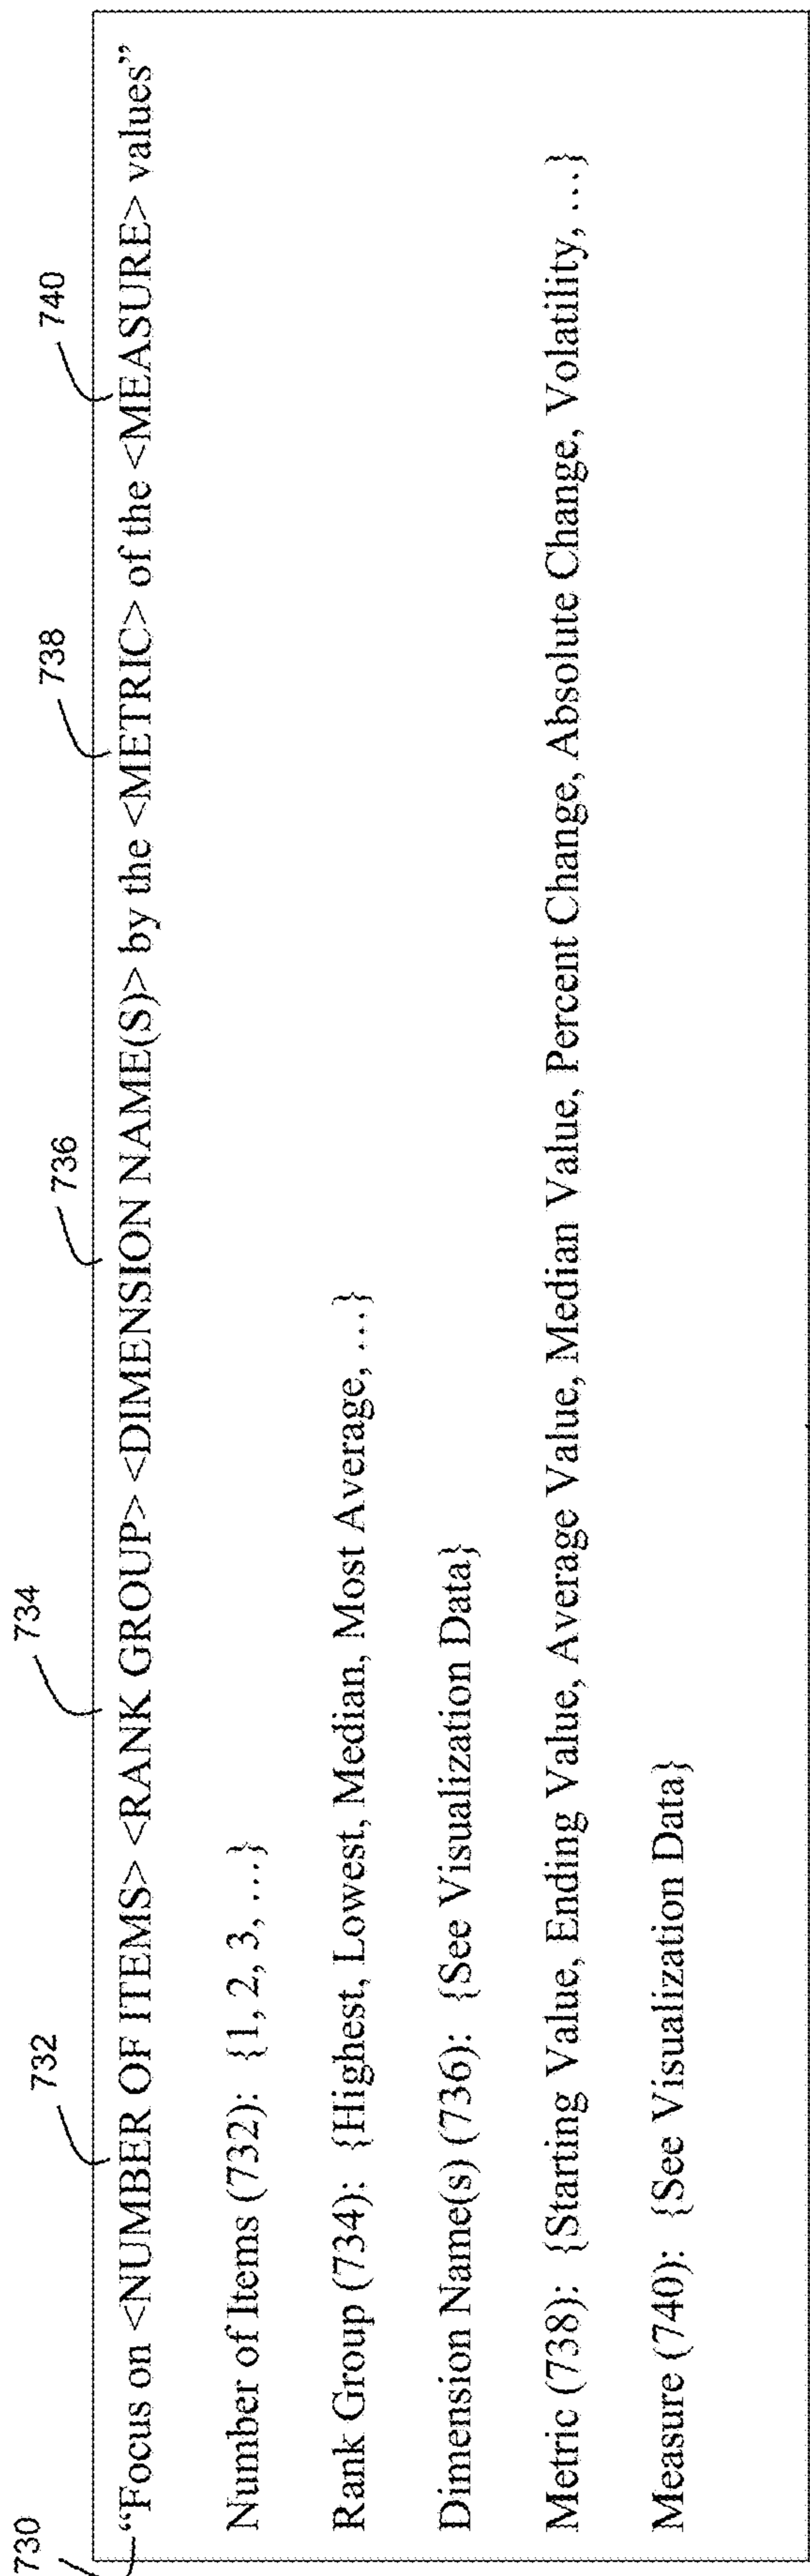 730
732
734
736
738
740
“Focus on <NUMBER OF ITEMS> <RANK GROUP> <DIMENSION NAME(S)> by the <METRIC> of the <MEASURE> values”
Number of Items (732): {1, 2, 3, …}
Rank Group (734): {Highest, Lowest, Median, Most Average, …}
Dimension Name(s) (736): {See Visualization Data}
Metric (738): {Starting Value, Ending Value, Average Value, Median Value, Percent Change, Absolute Change, Volatility, …}
Measure (740): {See Visualization Data}